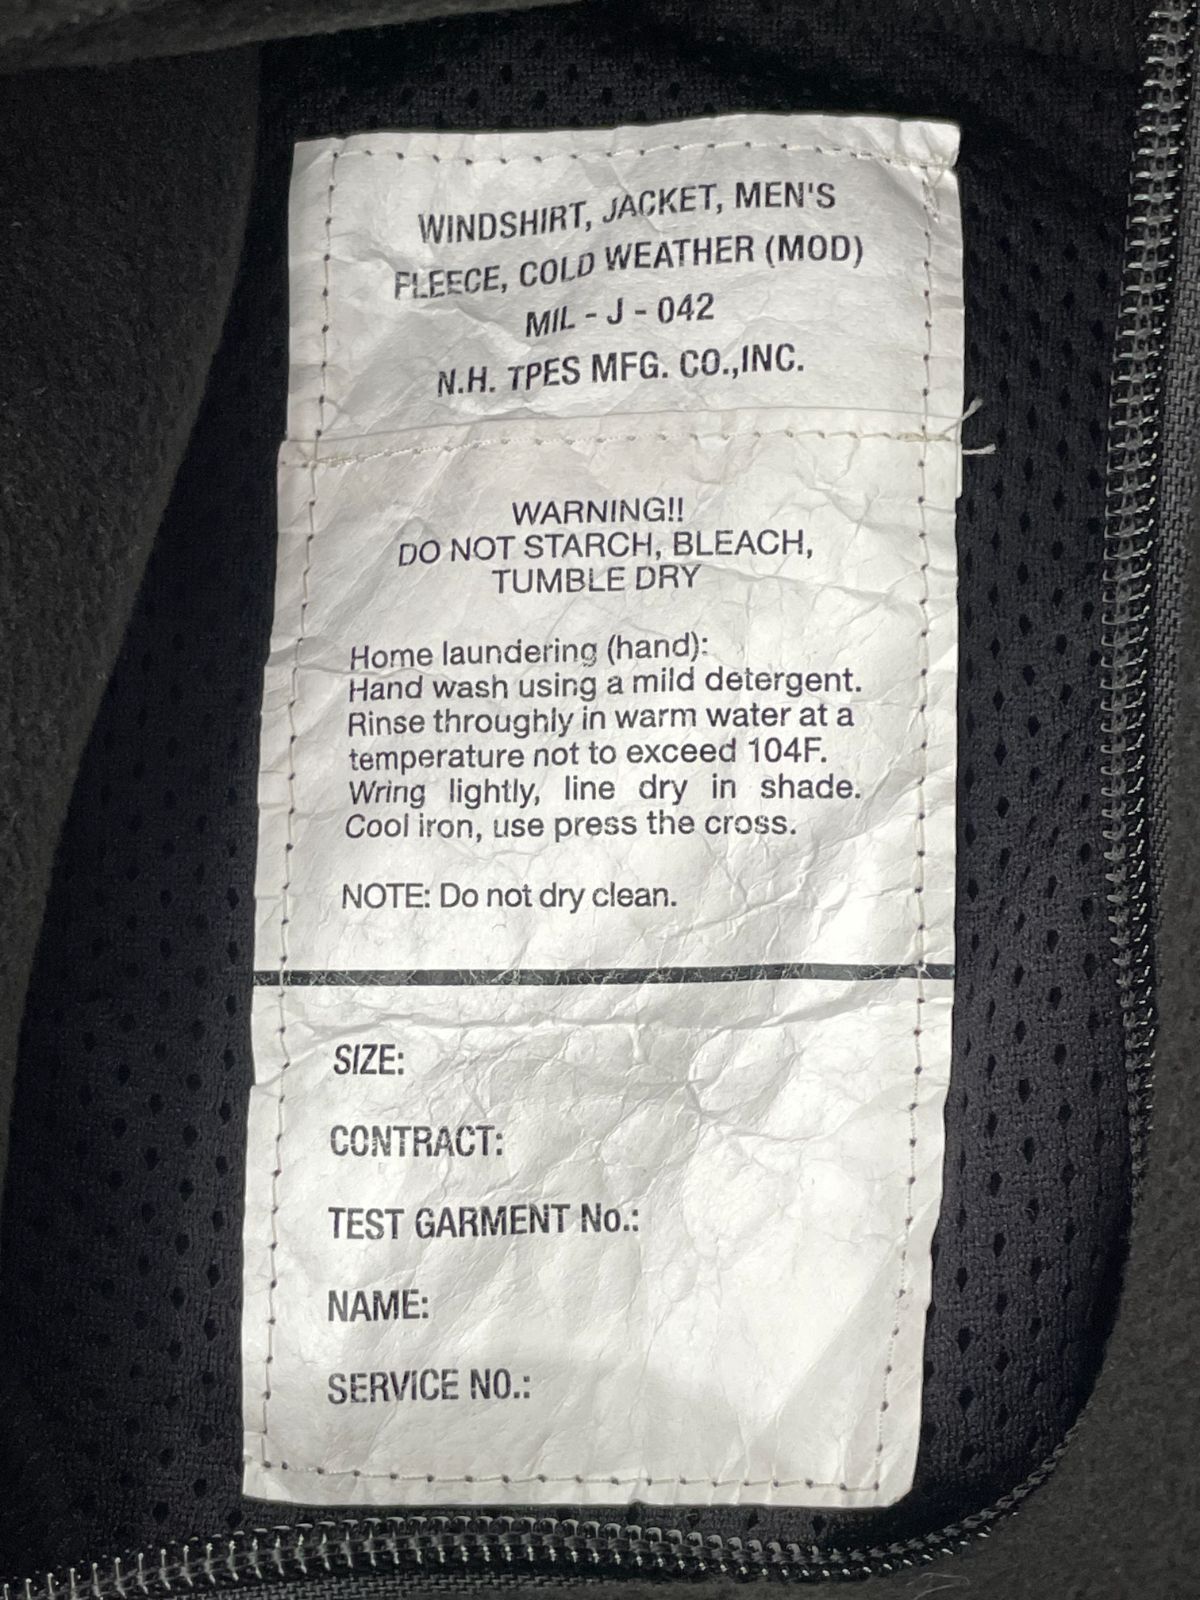 WINDSHIRT, JACKET, MEN'S
FLEECE, COLD WEATHER (MOD)
MIL - J - 042
N.H. TPES MFG. CO.,INC.
WARNING!!
DO NOT STARCH, BLEACH,
TUMBLE DRY
Home laundering (hand):
Hand wash using a mild detergent.
Rinse throughly in warm water at a
temperature not to exceed 104F.
Wring lightly, line dry in shade.
Cool iron, use press the cross.
NOTE: Do not dry clean.
SIZE:
CONTRACT:
TEST GARMENT No.:
NAME:
SERVICE NO.: